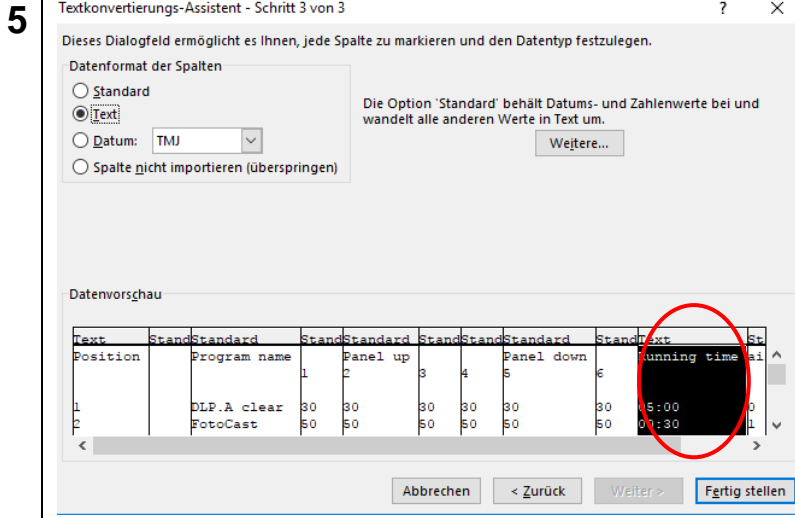 5
Textkonvertierungs-Assistent - Schritt 3 von 3 ? ×
Dieses Dialogfeld ermöglicht es Ihnen, jede Spalte zu markieren und den Datentyp festzulegen.
Datenformat der Spalten
Standard
Text
Datum: TMJ
Spalte nicht importieren (überspringen)
Die Option 'Standard' behält Datums- und Zahlenwerte bei und
wandelt alle anderen Werte in Text um.
Weitere...
Datenvorschau
Text Stand Standard Stand Standard Stand Stand Standard Stand Text St
Position Program name Panel up Panel down Running time ai
1 2 3 4 5 6
1 DLP.A clear 30 30 30 30 30 30 05:00 0
2 FotoCast 50 50 50 50 50 50 00:30 1
Abbrechen < Zurück Weiter > Fertig stellen